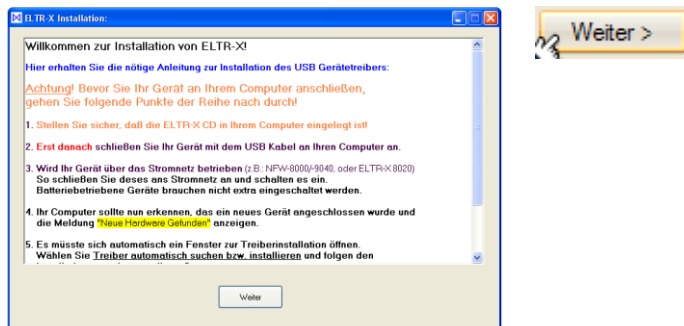 ELTR-X Installation:
Willkommen zur Installation von ELTR-X!
Hier erhalten Sie die nötige Anleitung zur Installation des USB Gerätetreibers:
Achtung! Bevor Sie Ihr Gerät an Ihrem Computer anschließen,
gehen Sie folgende Punkte der Reihe nach durch!
1. Stellen Sie sicher, daß die ELTR-X CD in Ihrem Computer eingelegt ist!
2. Erst danach schließen Sie Ihr Gerät mit dem USB Kabel an Ihren Computer an.
3. Wird Ihr Gerät über das Stromnetz betrieben (z.B.: NFW-8000/-9040, oder ELTR-X 8020)
So schließen Sie deses ans Stromnetz an und schalten es ein.
Batteriebetriebene Geräte brauchen nicht extra eingeschaltet werden.
4. Ihr Computer sollte nun erkennen, das ein neues Gerät angeschlossen wurde und
die Meldung "Neue Hardware Gefunden" anzeigen.
5. Es müsste sich automatisch ein Fenster zur Treiberinstallation öffnen.
Wählen Sie Treiber automatisch suchen bzw. installieren und folgen den
Weiter
Weiter >